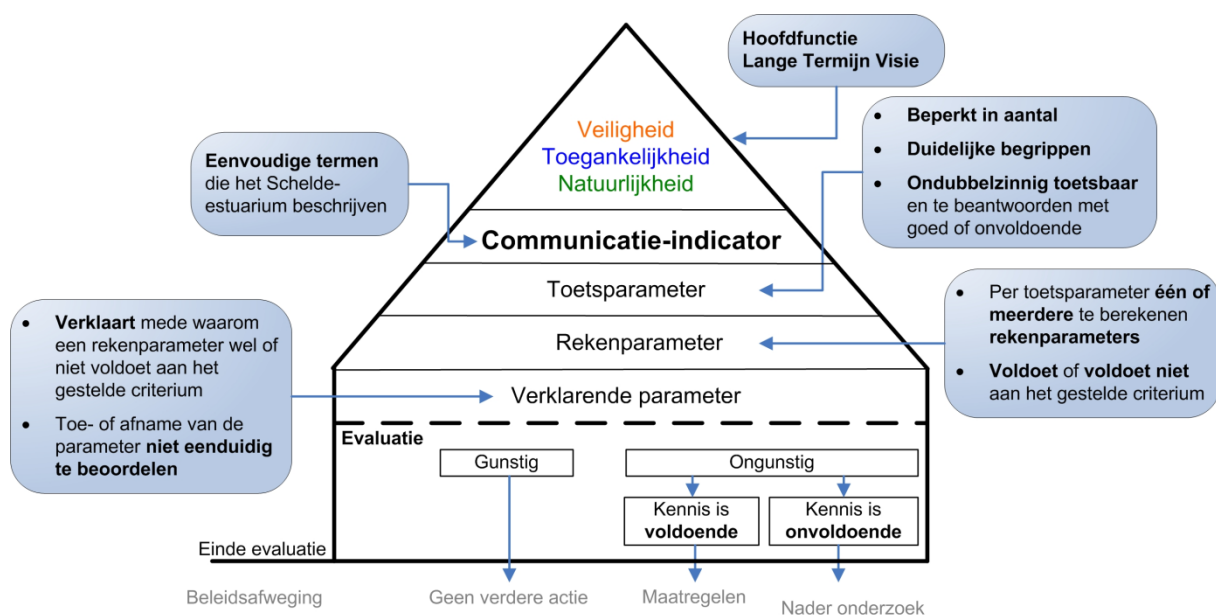 Hoofdfunctie
Lange Termijn Visie
Veiligheid
Toegankelijkheid
Natuurlijkheid
• Beperkt in aantal
• Duidelijke begrippen
• Ondubbelzinnig toetsbaar
en te beantwoorden met
goed of onvoldoende
Eenvoudige termen
die het Schelde-
estuarium beschrijven
Communicatie-indicator
Toetsparameter
Rekenparameter
• Per toetsparameter één of
meerdere te berekenen
rekenparameters
• Voldoet of voldoet niet
aan het gestelde criterium
• Verklaart mede waarom
een rekenparameter wel of
niet voldoet aan het
gestelde criterium
• Toe- of afname van de
parameter niet eenduidig
te beoordelen
Verklarende parameter
Evaluatie
Gunstig
Ongunstig
Kennis is
voldoende
Kennis is
onvoldoende
Einde evaluatie
Beleidsafweging
Geen verdere actie
Maatregelen
Nader onderzoek